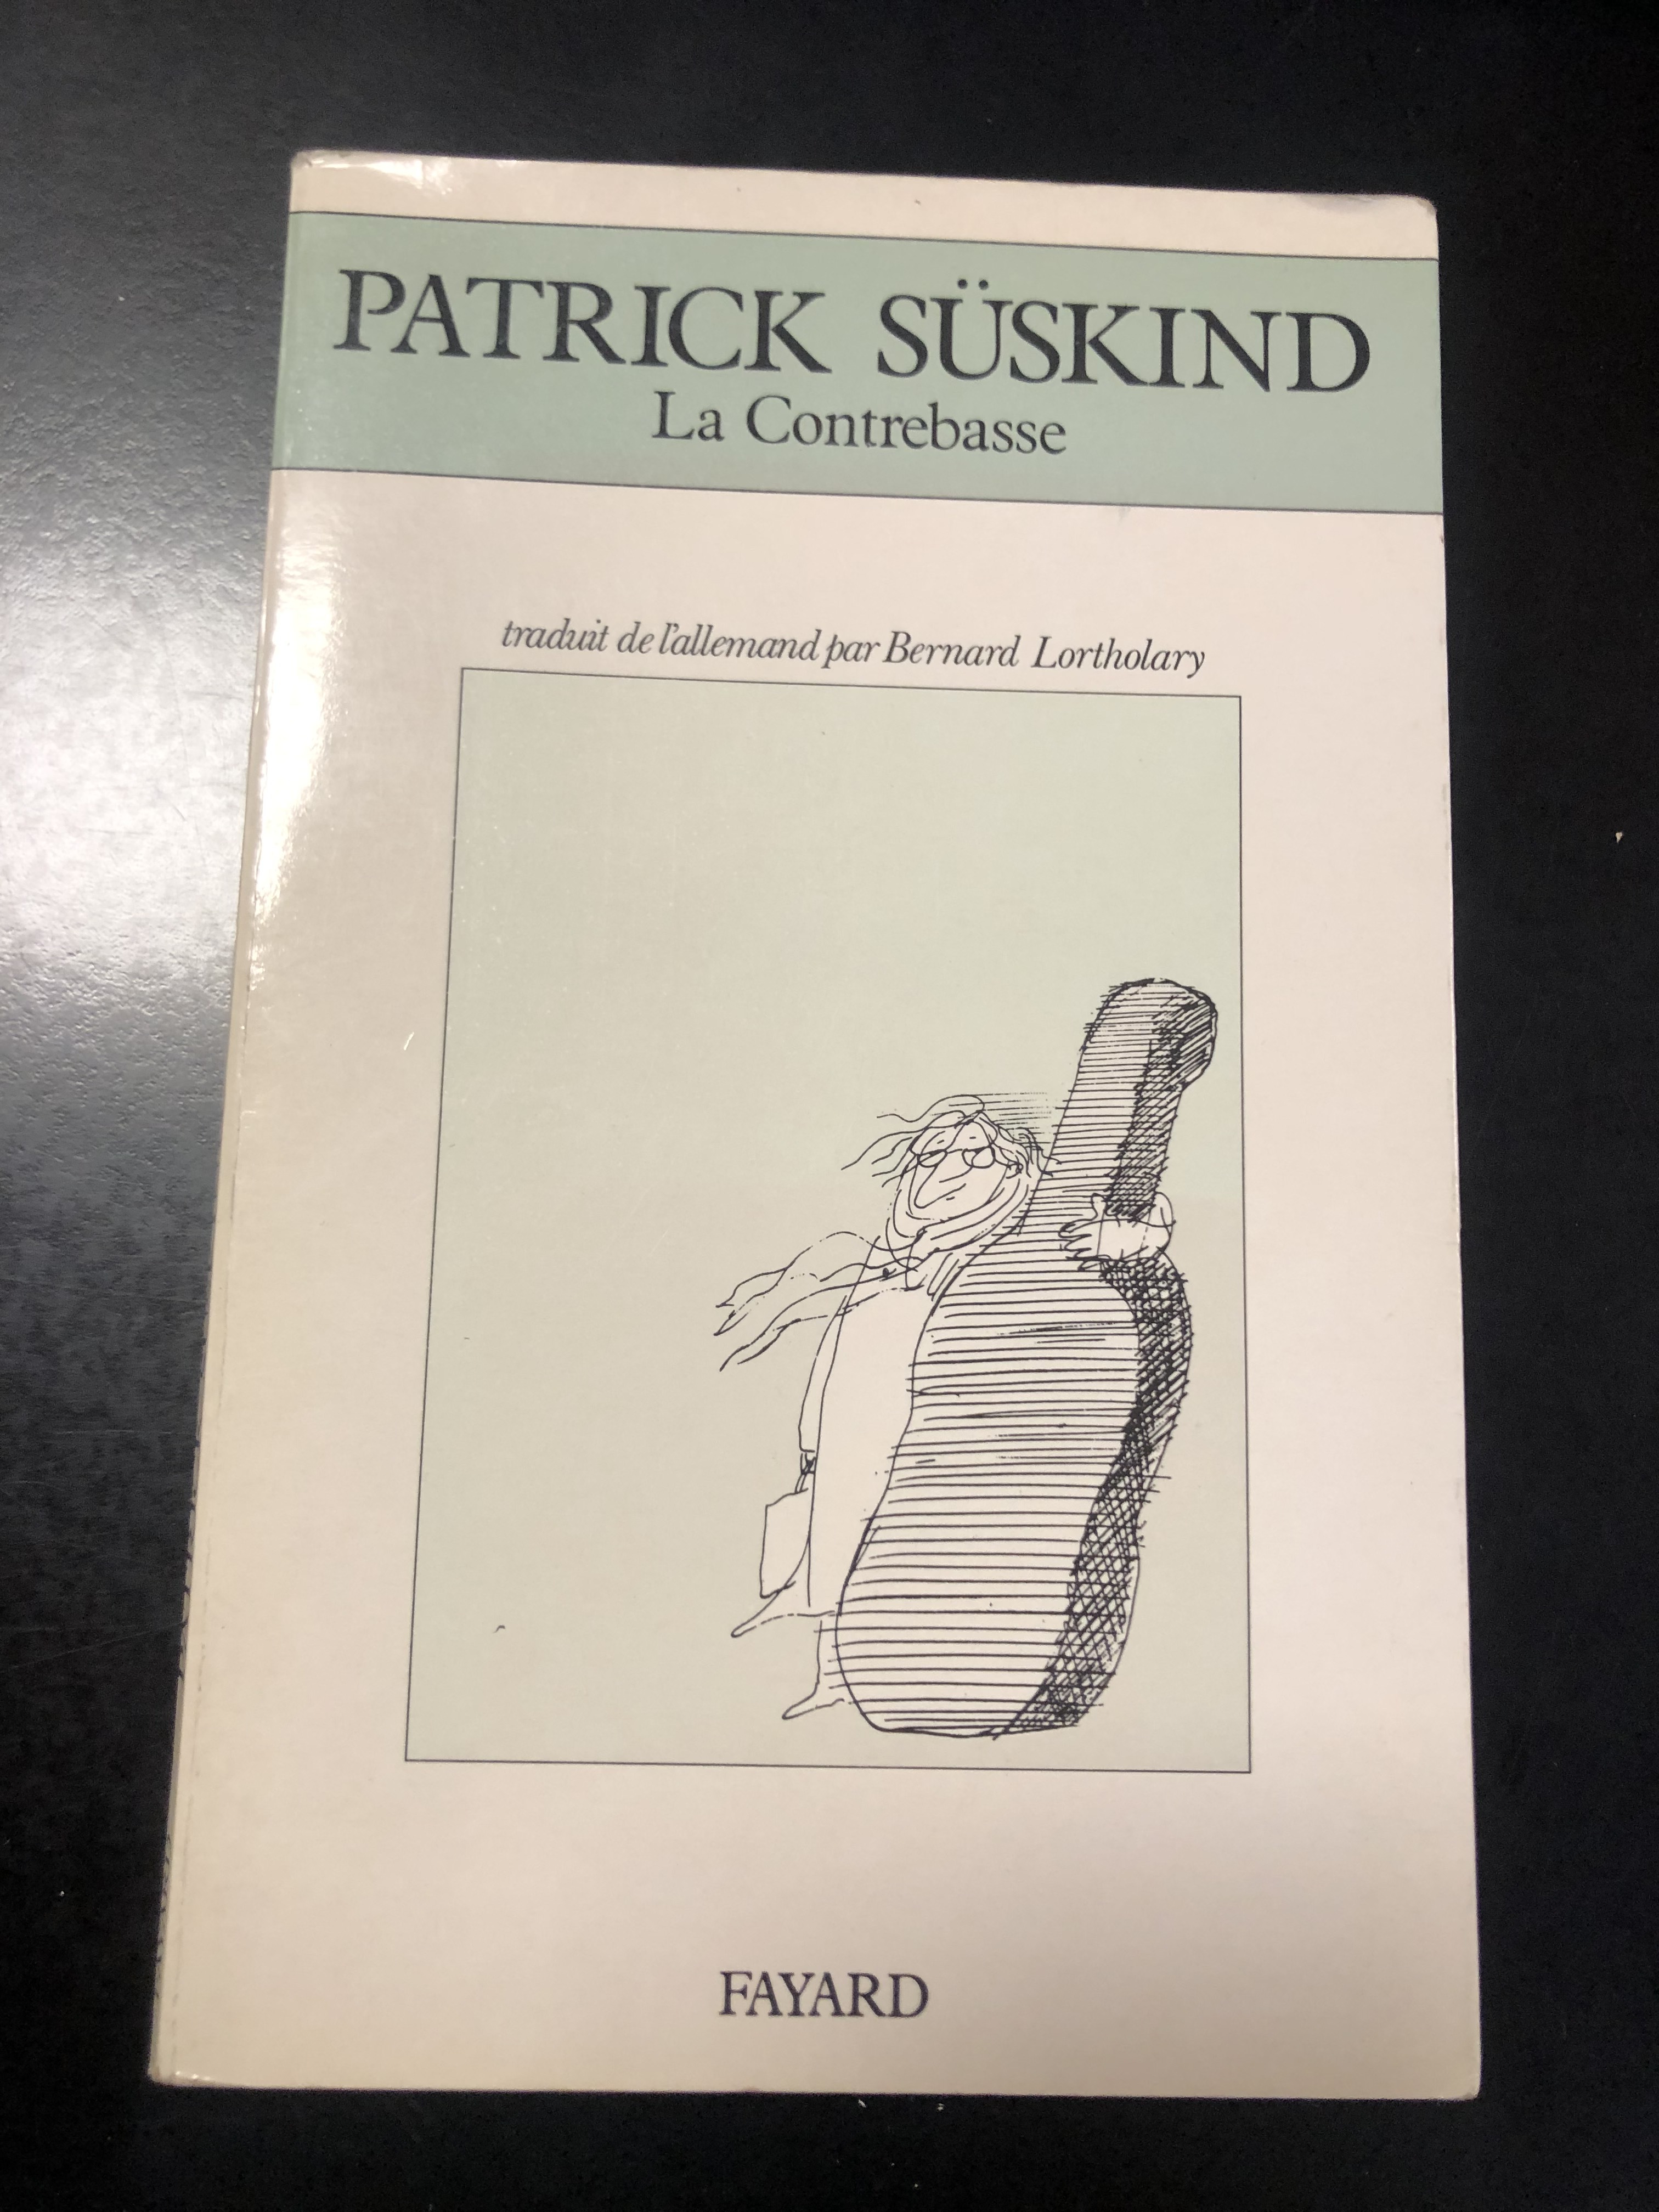 PATRICK SÜSKIND
La Contrebasse
traduit de l'allemand par Bernard Lortholary
FAYARD